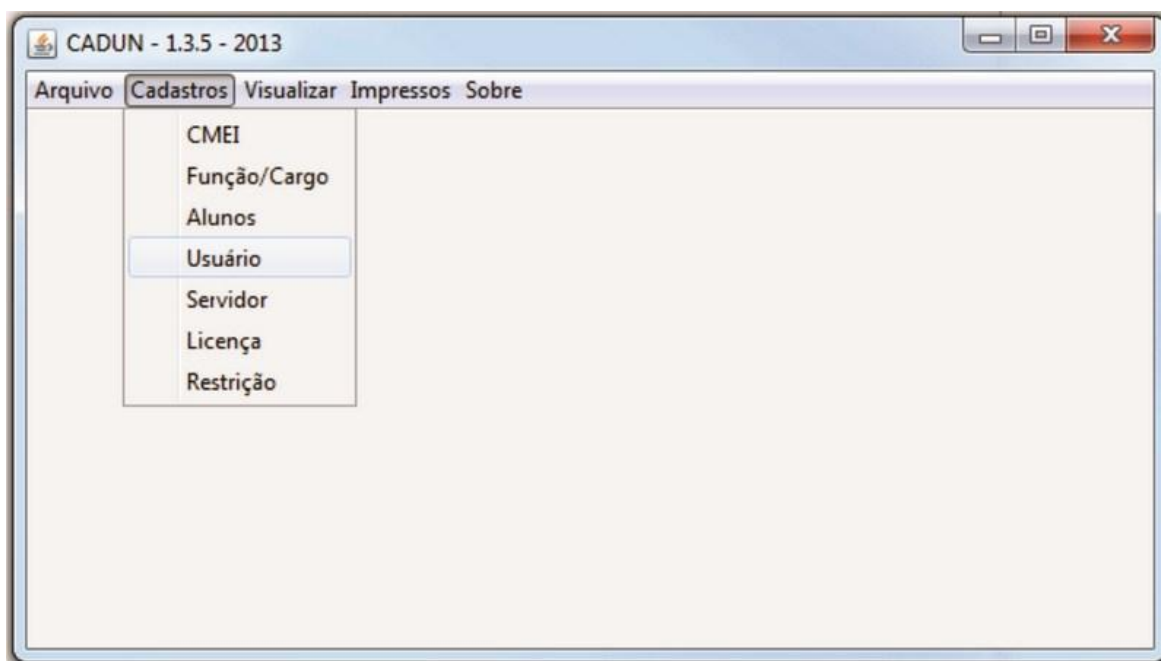 CADUN - 1.3.5 - 2013
Arquivo Cadastros Visualizar Impressos Sobre
CMEI
Função/Cargo
Alunos
Usuário
Servidor
Licença
Restrição